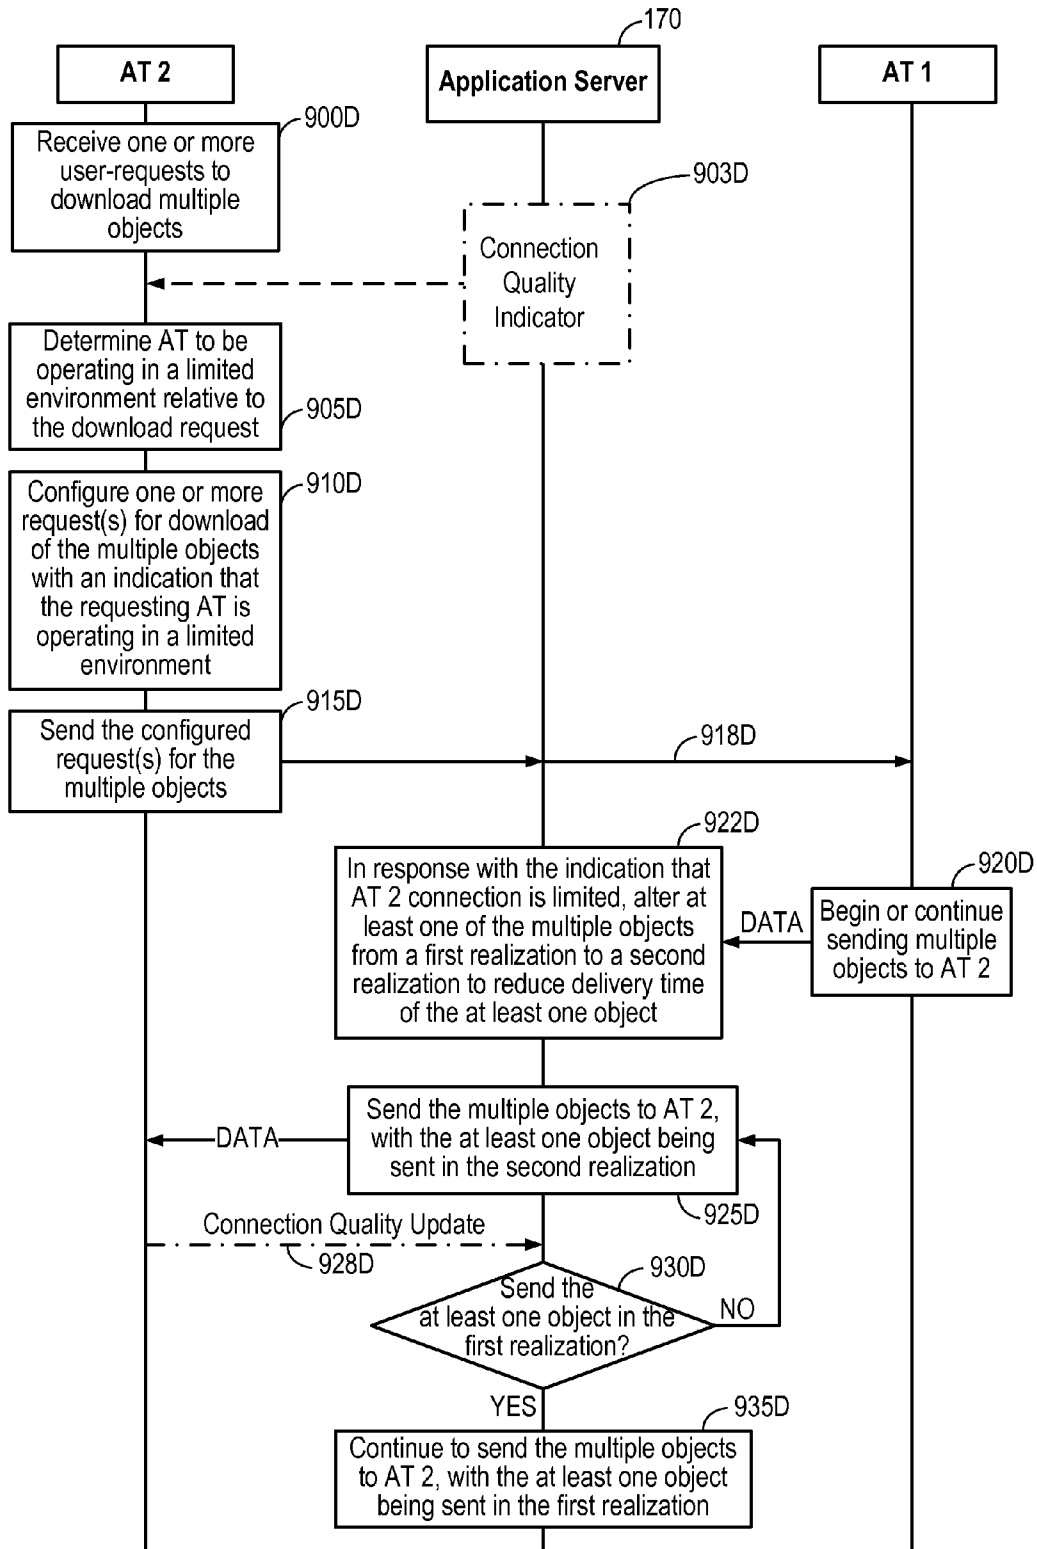 170
AT 2
Application Server
AT 1
900D
Receive one or more
user-requests to
download multiple
objects
903D
Connection
Quality
Indicator
Determine AT to be
operating in a limited
environment relative to
the download request
905D
Configure one or more
request(s) for download
of the multiple objects
with an indication that
the requesting AT is
operating in a limited
environment
910D
915D
Send the configured
request(s) for the
multiple objects
918D
922D
In response with the indication that
AT 2 connection is limited, alter at
least one of the multiple objects
from a first realization to a second
realization to reduce delivery time
of the at least one object
DATA
920D
Begin or continue
sending multiple
objects to AT 2
Send the multiple objects to AT 2,
with the at least one object being
sent in the second realization
DATA
925D
Connection Quality Update
928D
930D
Send the
at least one object in the
first realization?
NO
YES
935D
Continue to send the multiple objects
to AT 2, with the at least one object
being sent in the first realization